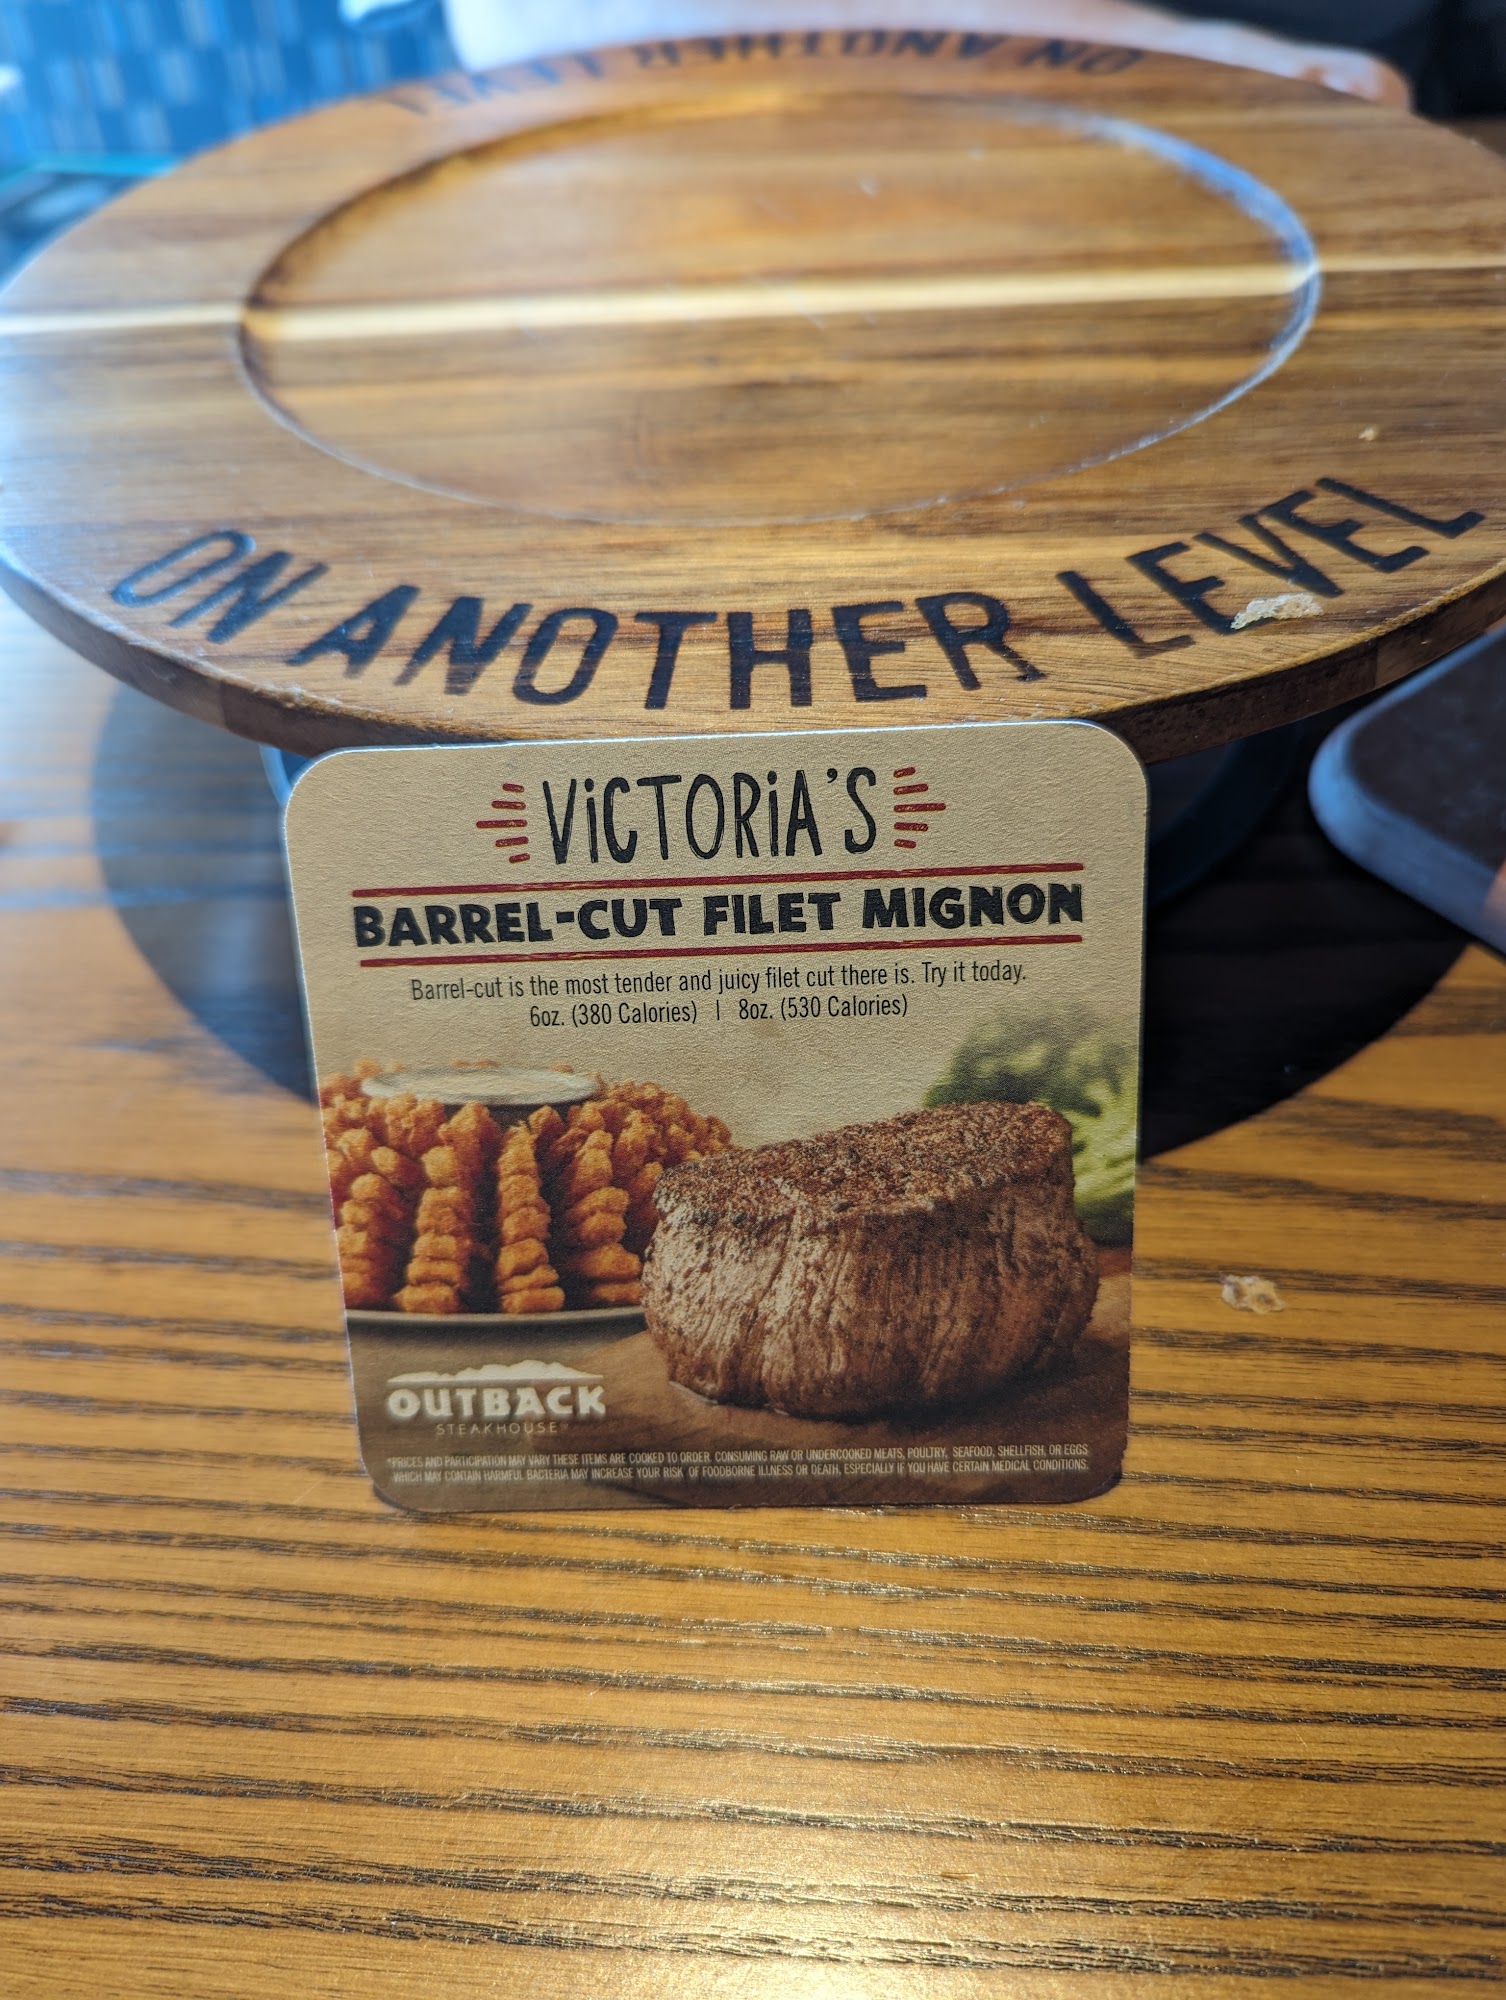 ON ANOTHER LEVEL
ON ANOTHER LEVEL
ViCTORiA'S
BARREL-CUT FILET MIGNON
Barrel-cut is the most tender and juicy filet cut there is. Try it today.
6oz. (380 Calories) | 8oz. (530 Calories)
OUTBACK
STEAKHOUSE
*PRICES AND PARTICIPATION MAY VARY THESE ITEMS ARE COOKED TO ORDER. CONSUMING RAW OR UNDERCOOKED MEATS, POULTRY, SEAFOOD, SHELLFISH, OR EGGS
WHICH MAY CONTAIN HARMFUL BACTERIA MAY INCREASE YOUR RISK OF FOODBORNE ILLNESS OR DEATH, ESPECIALLY IF YOU HAVE CERTAIN MEDICAL CONDITIONS.